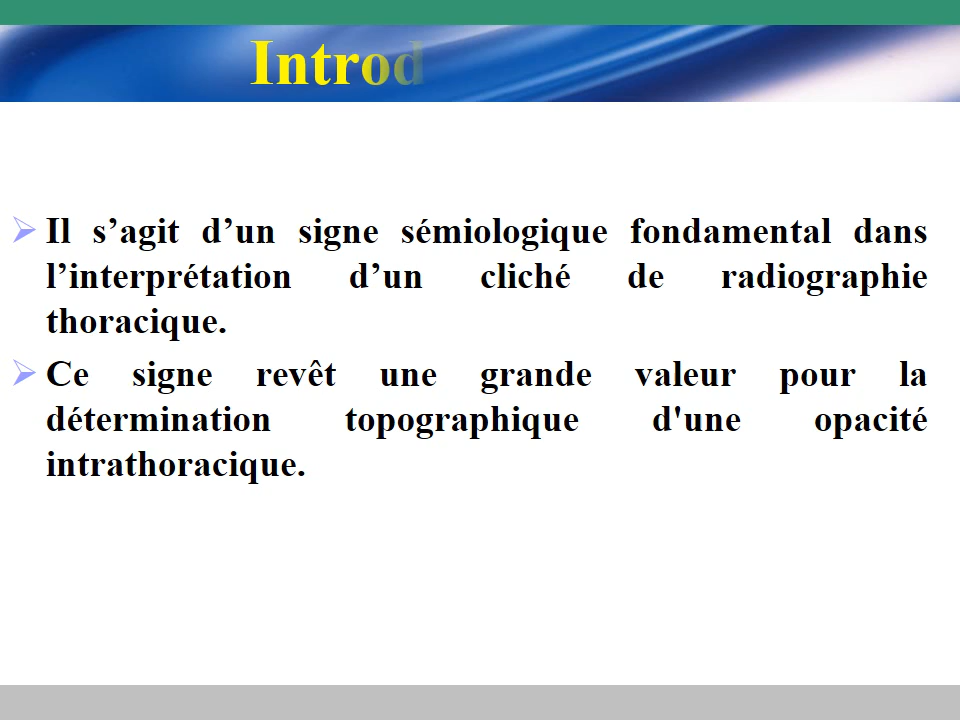 Introd
Il s’agit d’un signe sémiologique fondamental dans
l’interprétation d’un cliché de radiographie
thoracique.
Ce signe revêt une grande valeur pour la
détermination topographique d'une opacité
intrathoracique.